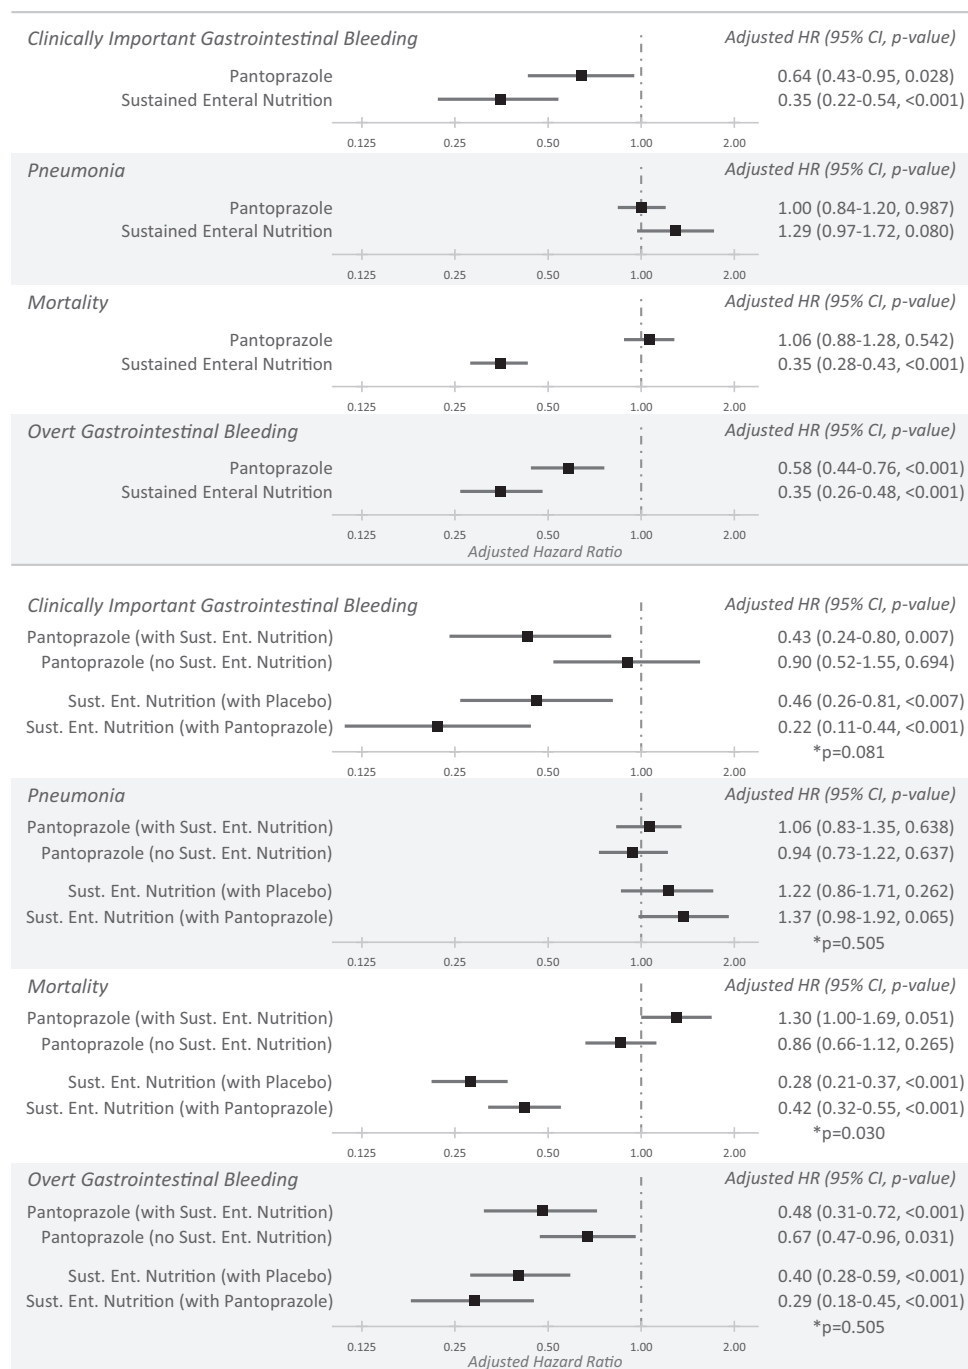 Clinically Important Gastrointestinal Bleeding Adjusted HR (95% CI, p-value)
Pantoprazole 0.64 (0.43-0.95, 0.028)
Sustained Enteral Nutrition 0.35 (0.22-0.54, <0.001)
0.125 0.25 0.50 1.00 2.00
Pneumonia Adjusted HR (95% CI, p-value)
Pantoprazole 1.00 (0.84-1.20, 0.987)
Sustained Enteral Nutrition 1.29 (0.97-1.72, 0.080)
0.125 0.25 0.50 1.00 2.00
Mortality Adjusted HR (95% CI, p-value)
Pantoprazole 1.06 (0.88-1.28, 0.542)
Sustained Enteral Nutrition 0.35 (0.28-0.43, <0.001)
0.125 0.25 0.50 1.00 2.00
Overt Gastrointestinal Bleeding Adjusted HR (95% CI, p-value)
Pantoprazole 0.58 (0.44-0.76, <0.001)
Sustained Enteral Nutrition 0.35 (0.26-0.48, <0.001)
0.125 0.25 0.50 1.00 2.00
Adjusted Hazard Ratio
Clinically Important Gastrointestinal Bleeding Adjusted HR (95% CI, p-value)
Pantoprazole (with Sust. Ent. Nutrition) 0.43 (0.24-0.80, 0.007)
Pantoprazole (no Sust. Ent. Nutrition) 0.90 (0.52-1.55, 0.694)
Sust. Ent. Nutrition (with Placebo) 0.46 (0.26-0.81, <0.007)
Sust. Ent. Nutrition (with Pantoprazole) 0.22 (0.11-0.44, <0.001)
*p=0.081
0.125 0.25 0.50 1.00 2.00
Pneumonia Adjusted HR (95% CI, p-value)
Pantoprazole (with Sust. Ent. Nutrition) 1.06 (0.83-1.35, 0.638)
Pantoprazole (no Sust. Ent. Nutrition) 0.94 (0.73-1.22, 0.637)
Sust. Ent. Nutrition (with Placebo) 1.22 (0.86-1.71, 0.262)
Sust. Ent. Nutrition (with Pantoprazole) 1.37 (0.98-1.92, 0.065)
*p=0.505
0.125 0.25 0.50 1.00 2.00
Mortality Adjusted HR (95% CI, p-value)
Pantoprazole (with Sust. Ent. Nutrition) 1.30 (1.00-1.69, 0.051)
Pantoprazole (no Sust. Ent. Nutrition) 0.86 (0.66-1.12, 0.265)
Sust. Ent. Nutrition (with Placebo) 0.28 (0.21-0.37, <0.001)
Sust. Ent. Nutrition (with Pantoprazole) 0.42 (0.32-0.55, <0.001)
*p=0.030
0.125 0.25 0.50 1.00 2.00
Overt Gastrointestinal Bleeding Adjusted HR (95% CI, p-value)
Pantoprazole (with Sust. Ent. Nutrition) 0.48 (0.31-0.72, <0.001)
Pantoprazole (no Sust. Ent. Nutrition) 0.67 (0.47-0.96, 0.031)
Sust. Ent. Nutrition (with Placebo) 0.40 (0.28-0.59, <0.001)
Sust. Ent. Nutrition (with Pantoprazole) 0.29 (0.18-0.45, <0.001)
*p=0.505
0.125 0.25 0.50 1.00 2.00
Adjusted Hazard Ratio